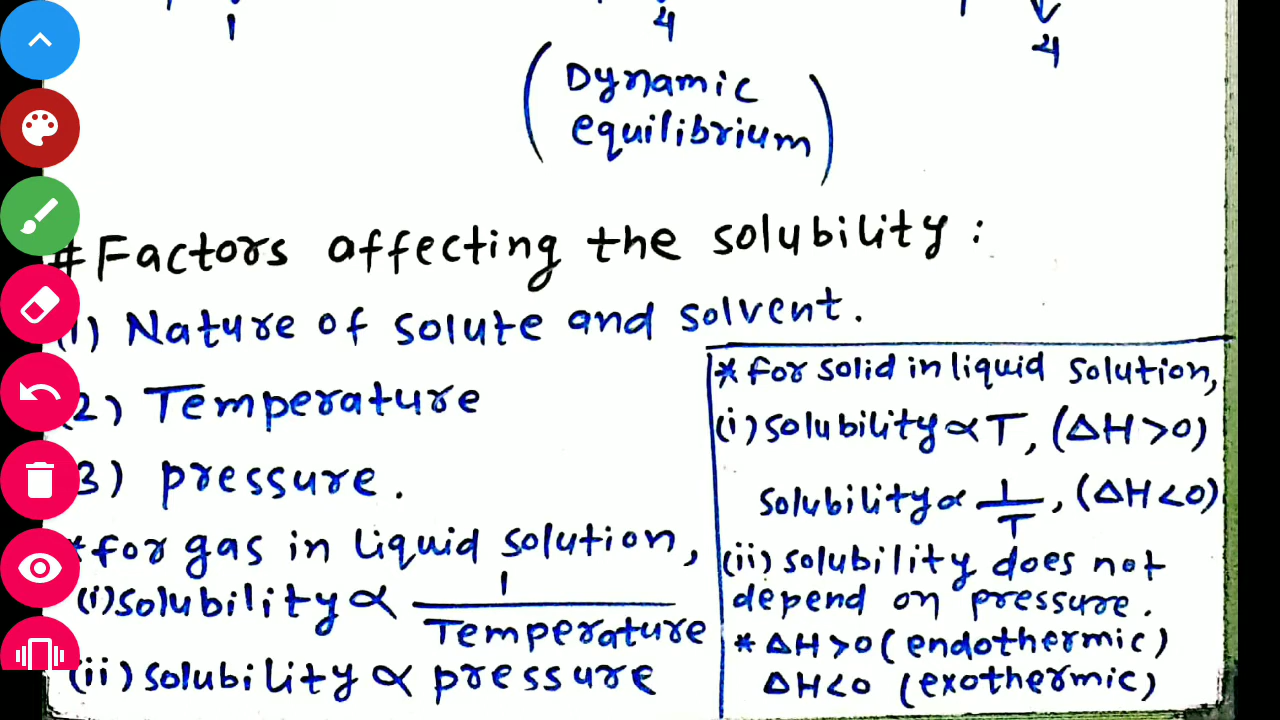 1 4 4
(Dynamic
equilibrium)
# Factors affecting the solubility :
(1) Nature of solute and solvent.
(2) Temperature
(3) pressure.
*for gas in liquid solution,
(i) solubility ∝ 1/Temperature
(ii) solubility ∝ pressure
* for solid in liquid solution,
(i) solubility ∝ T, (ΔH>0)
solubility ∝ 1/T, (ΔH<0)
(ii) solubility does not
depend on pressure.
* ΔH>0 (endothermic)
ΔH<0 (exothermic)